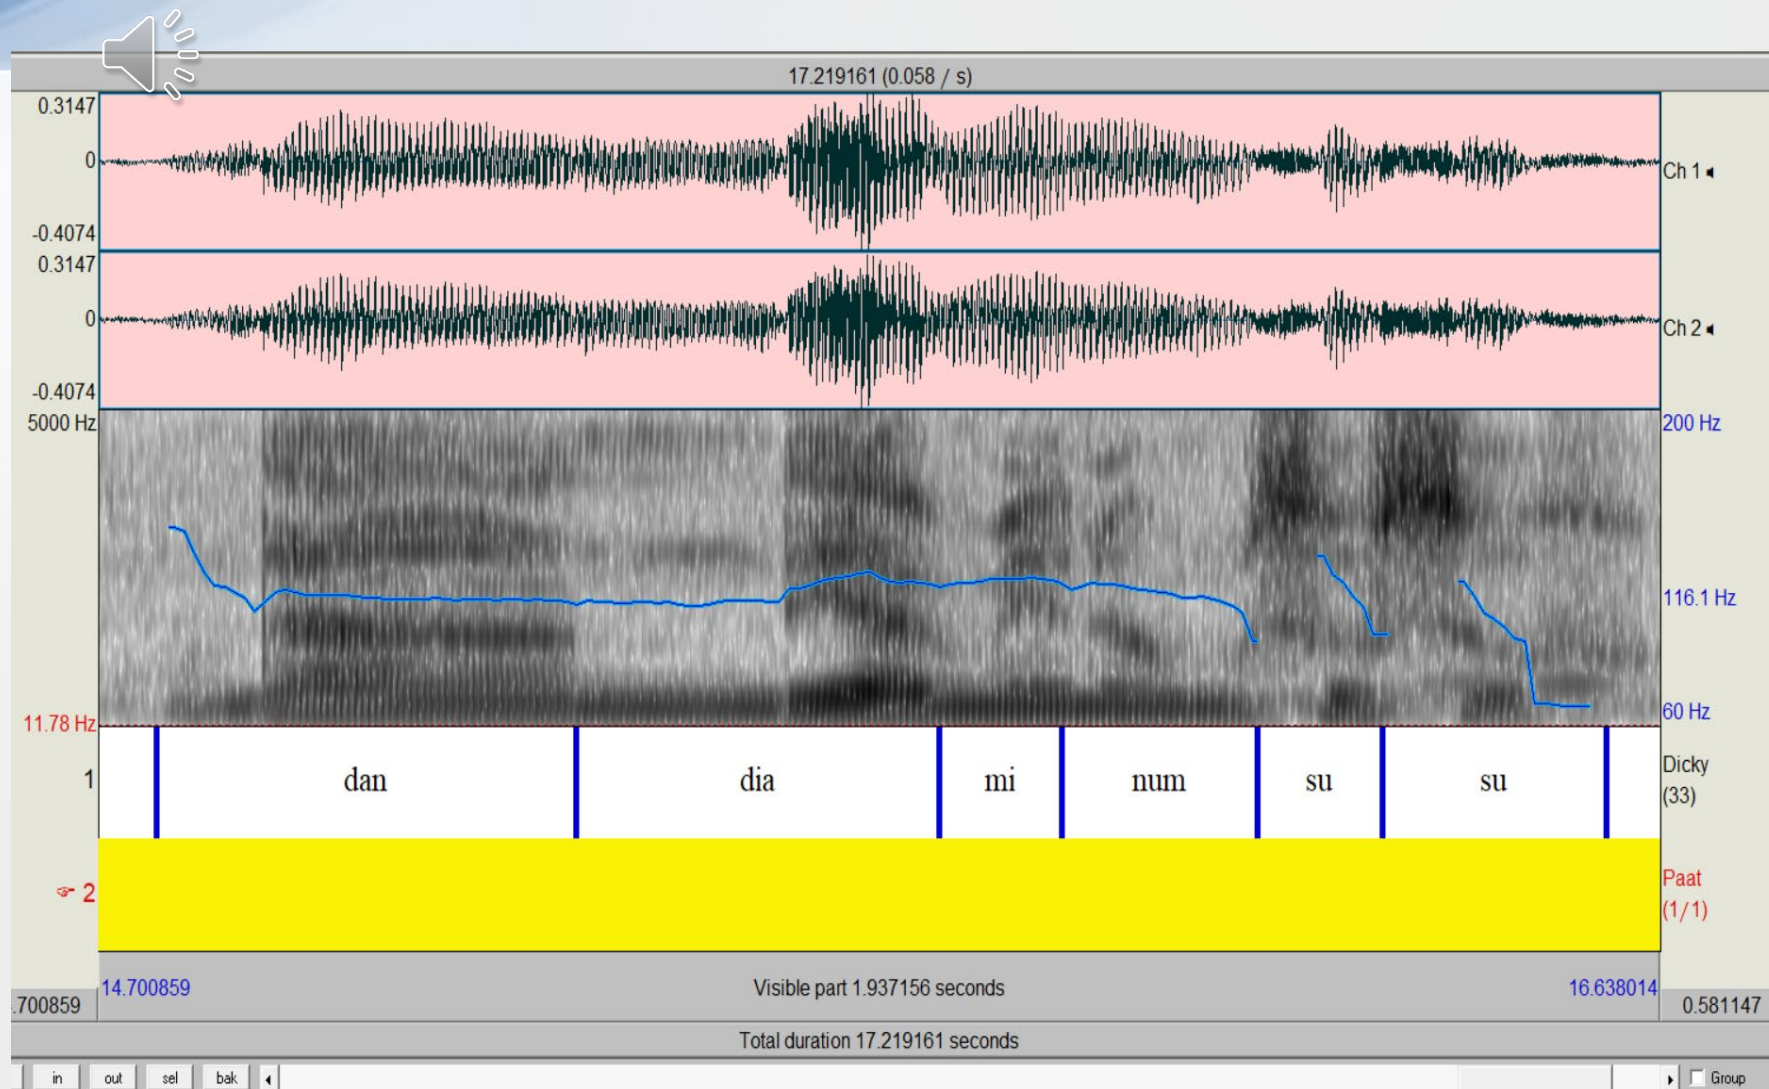 17.219161 (0.058 / s)
0.3147
0
-0.4074
Ch 1
0.3147
0
-0.4074
Ch 2
5000 Hz
200 Hz
116.1 Hz
11.78 Hz
60 Hz
1 dan dia mi num su su Dicky (33)
2 Paat (1/1)
14.700859 Visible part 1.937156 seconds 16.638014
.700859 0.581147
Total duration 17.219161 seconds
in out sel bak Group